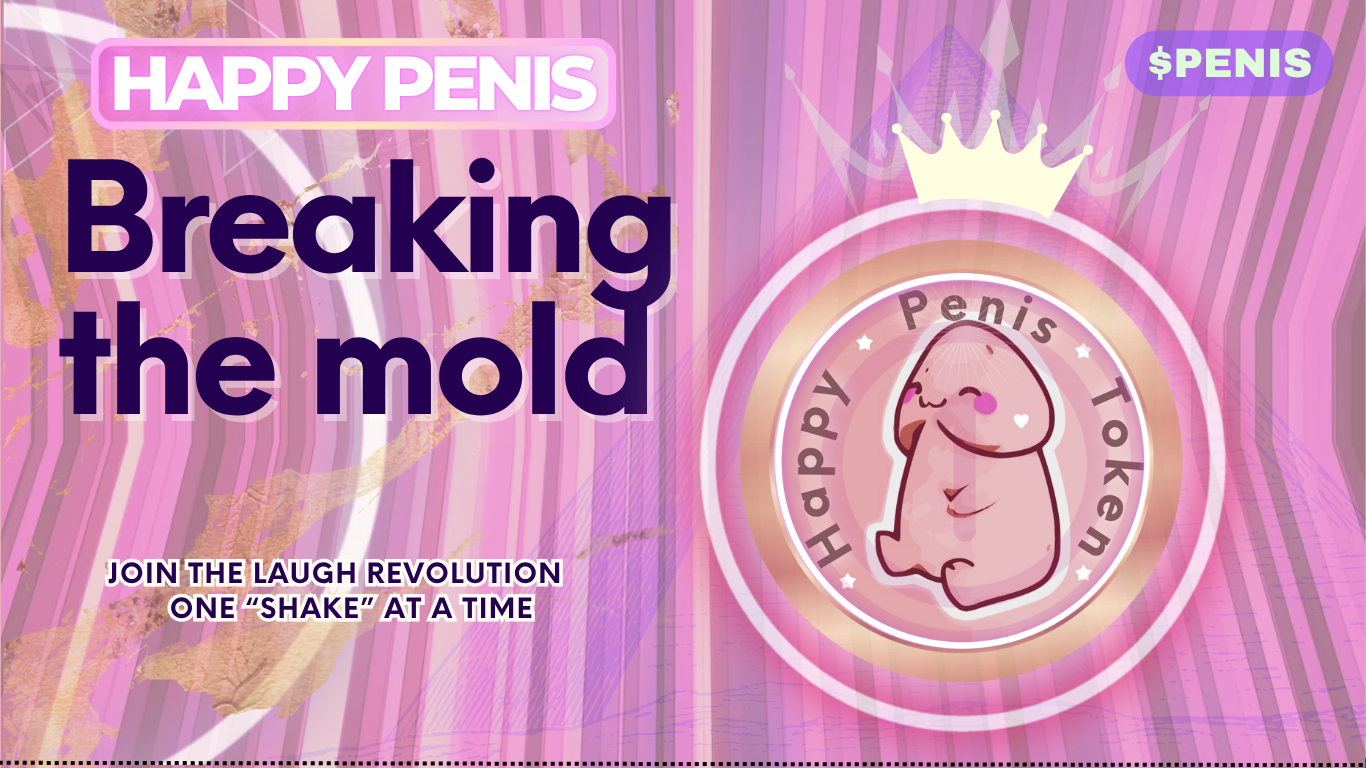 HAPPY PENIS
$PENIS
Breaking
the mold
JOIN THE LAUGH REVOLUTION
ONE “SHAKE” AT A TIME
Happy Penis Token